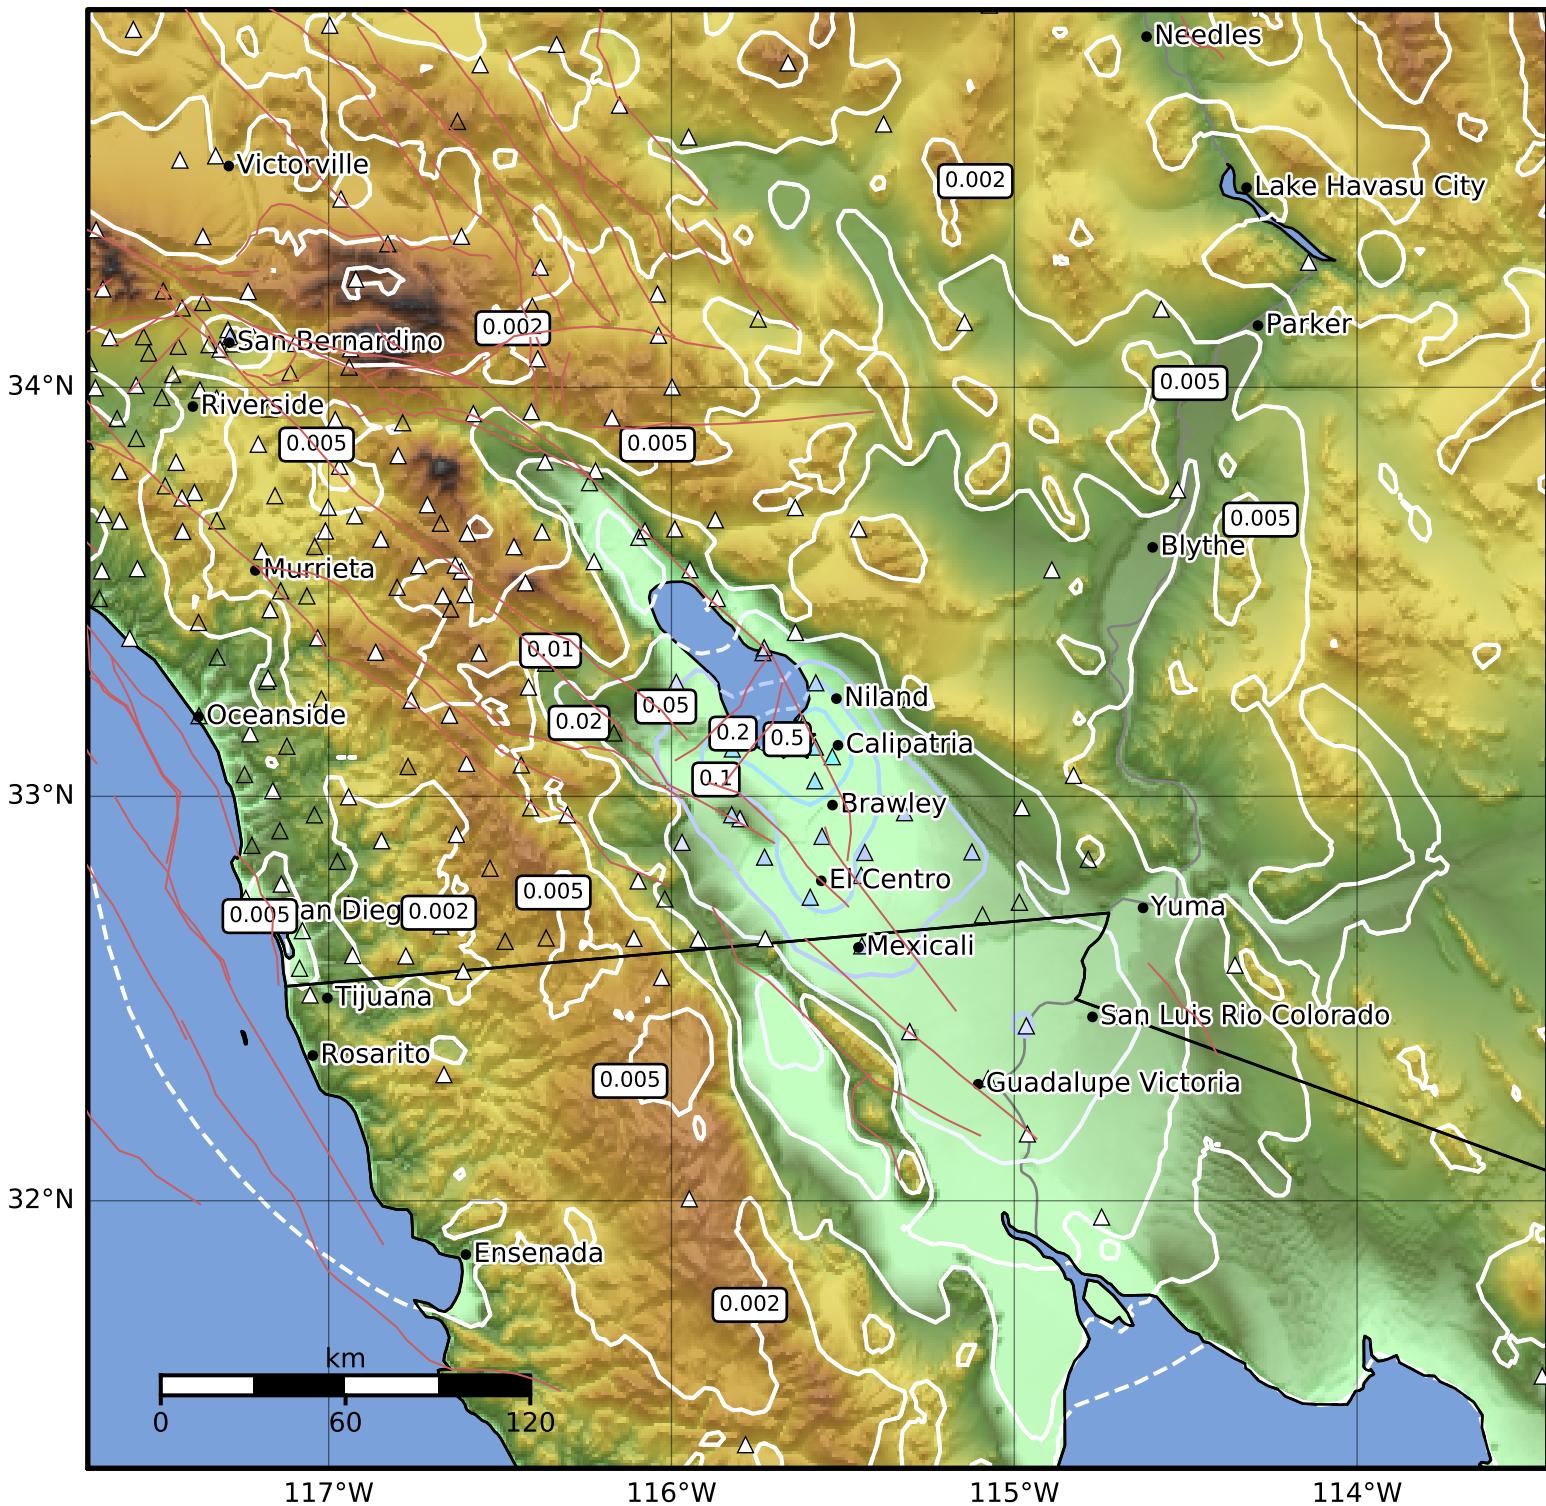 Needles
Victorville
0.002
Lake Havasu City
0.002
San Bernardino
Parker
34°N
0.005
Riverside
0.005
0.005
0.005
Blythe
Murrieta
0.01
Niland
0.05
Oceanside
0.02
0.2
0.5
Calipatria
0.1
33°N
Brawley
El Centro
0.005
0.005
an Dieg
0.002
Yuma
Mexicali
Tijuana
San Luis Rio Colorado
Rosarito
0.005
Guadalupe Victoria
32°N
Ensenada
0.002
km
0 60 120
117°W 116°W 115°W 114°W